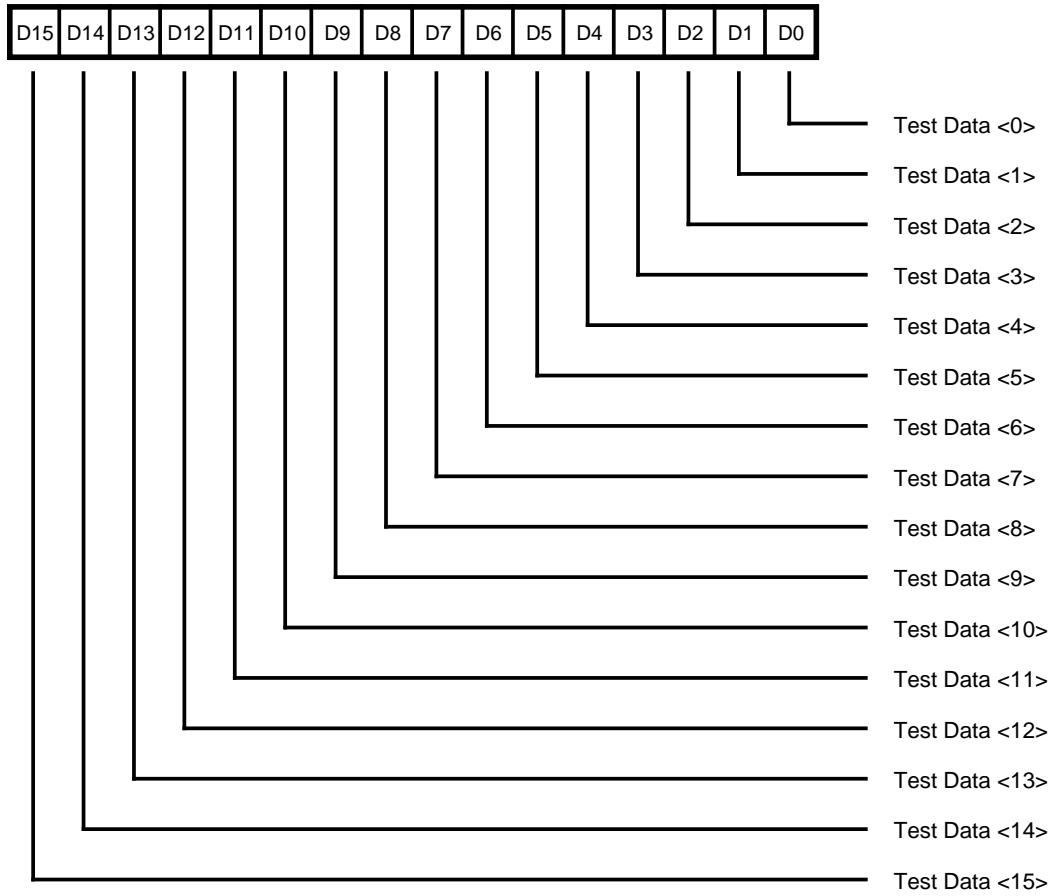 D15 D14 D13 D12 D11 D10 D9 D8 D7 D6 D5 D4 D3 D2 D1 D0
Test Data <0>
Test Data <1>
Test Data <2>
Test Data <3>
Test Data <4>
Test Data <5>
Test Data <6>
Test Data <7>
Test Data <8>
Test Data <9>
Test Data <10>
Test Data <11>
Test Data <12>
Test Data <13>
Test Data <14>
Test Data <15>